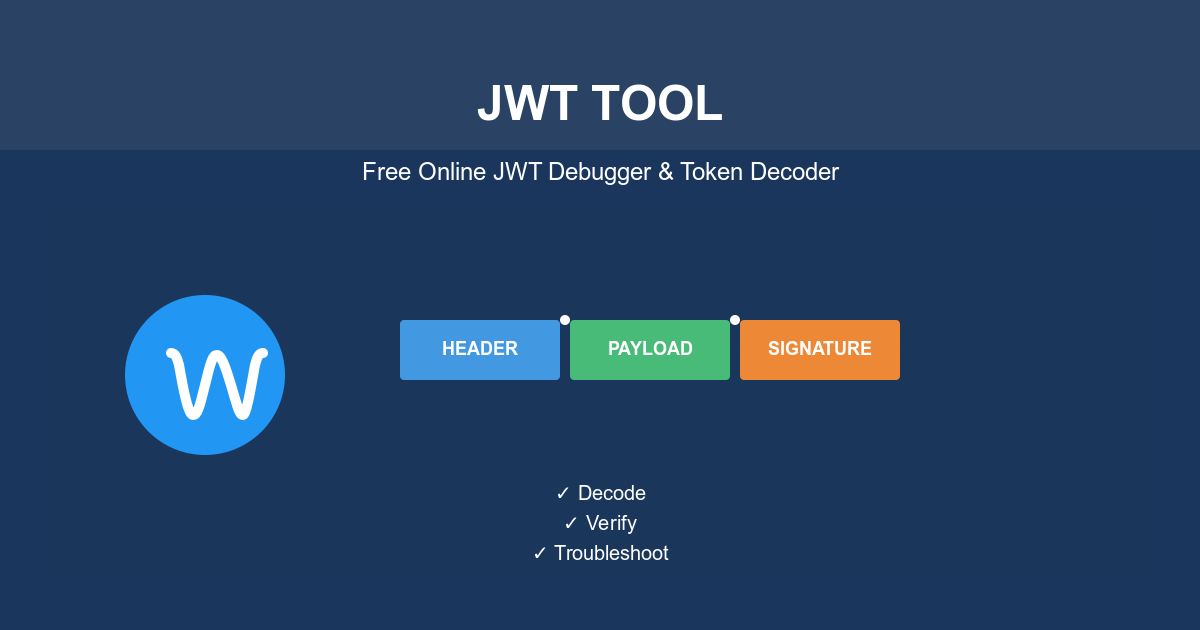 JWT TOOL
Free Online JWT Debugger & Token Decoder
W
HEADER
PAYLOAD
SIGNATURE
✓ Decode
✓ Verify
✓ Troubleshoot